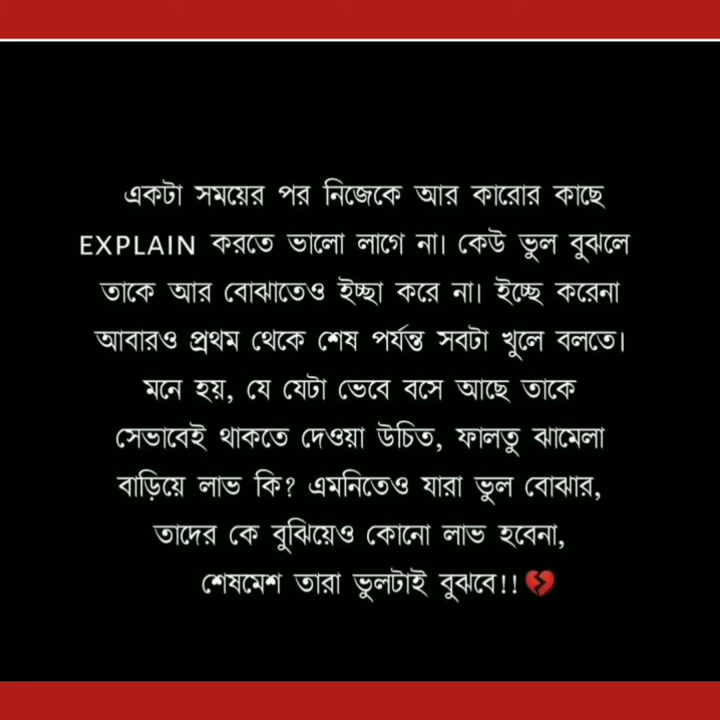 একটা সময়ের পর নিজেকে আর কারোর কাছে
EXPLAIN করতে ভালো লাগে না। কেউ ভুল বুঝলে
তাকে আর বোঝাতেও ইচ্ছা করে না। ইচ্ছে করেনা
আবারও প্রথম থেকে শেষ পর্যন্ত সবটা খুলে বলতে।
মনে হয়, যে যেটা ভেবে বসে আছে তাকে
সেভাবেই থাকতে দেওয়া উচিত, ফালতু ঝামেলা
বাড়িয়ে লাভ কি? এমনিতেও যারা ভুল বোঝার,
তাদের কে বুঝিয়েও কোনো লাভ হবেনা,
শেষমেশ তারা ভুলটাই বুঝবে!! 💔